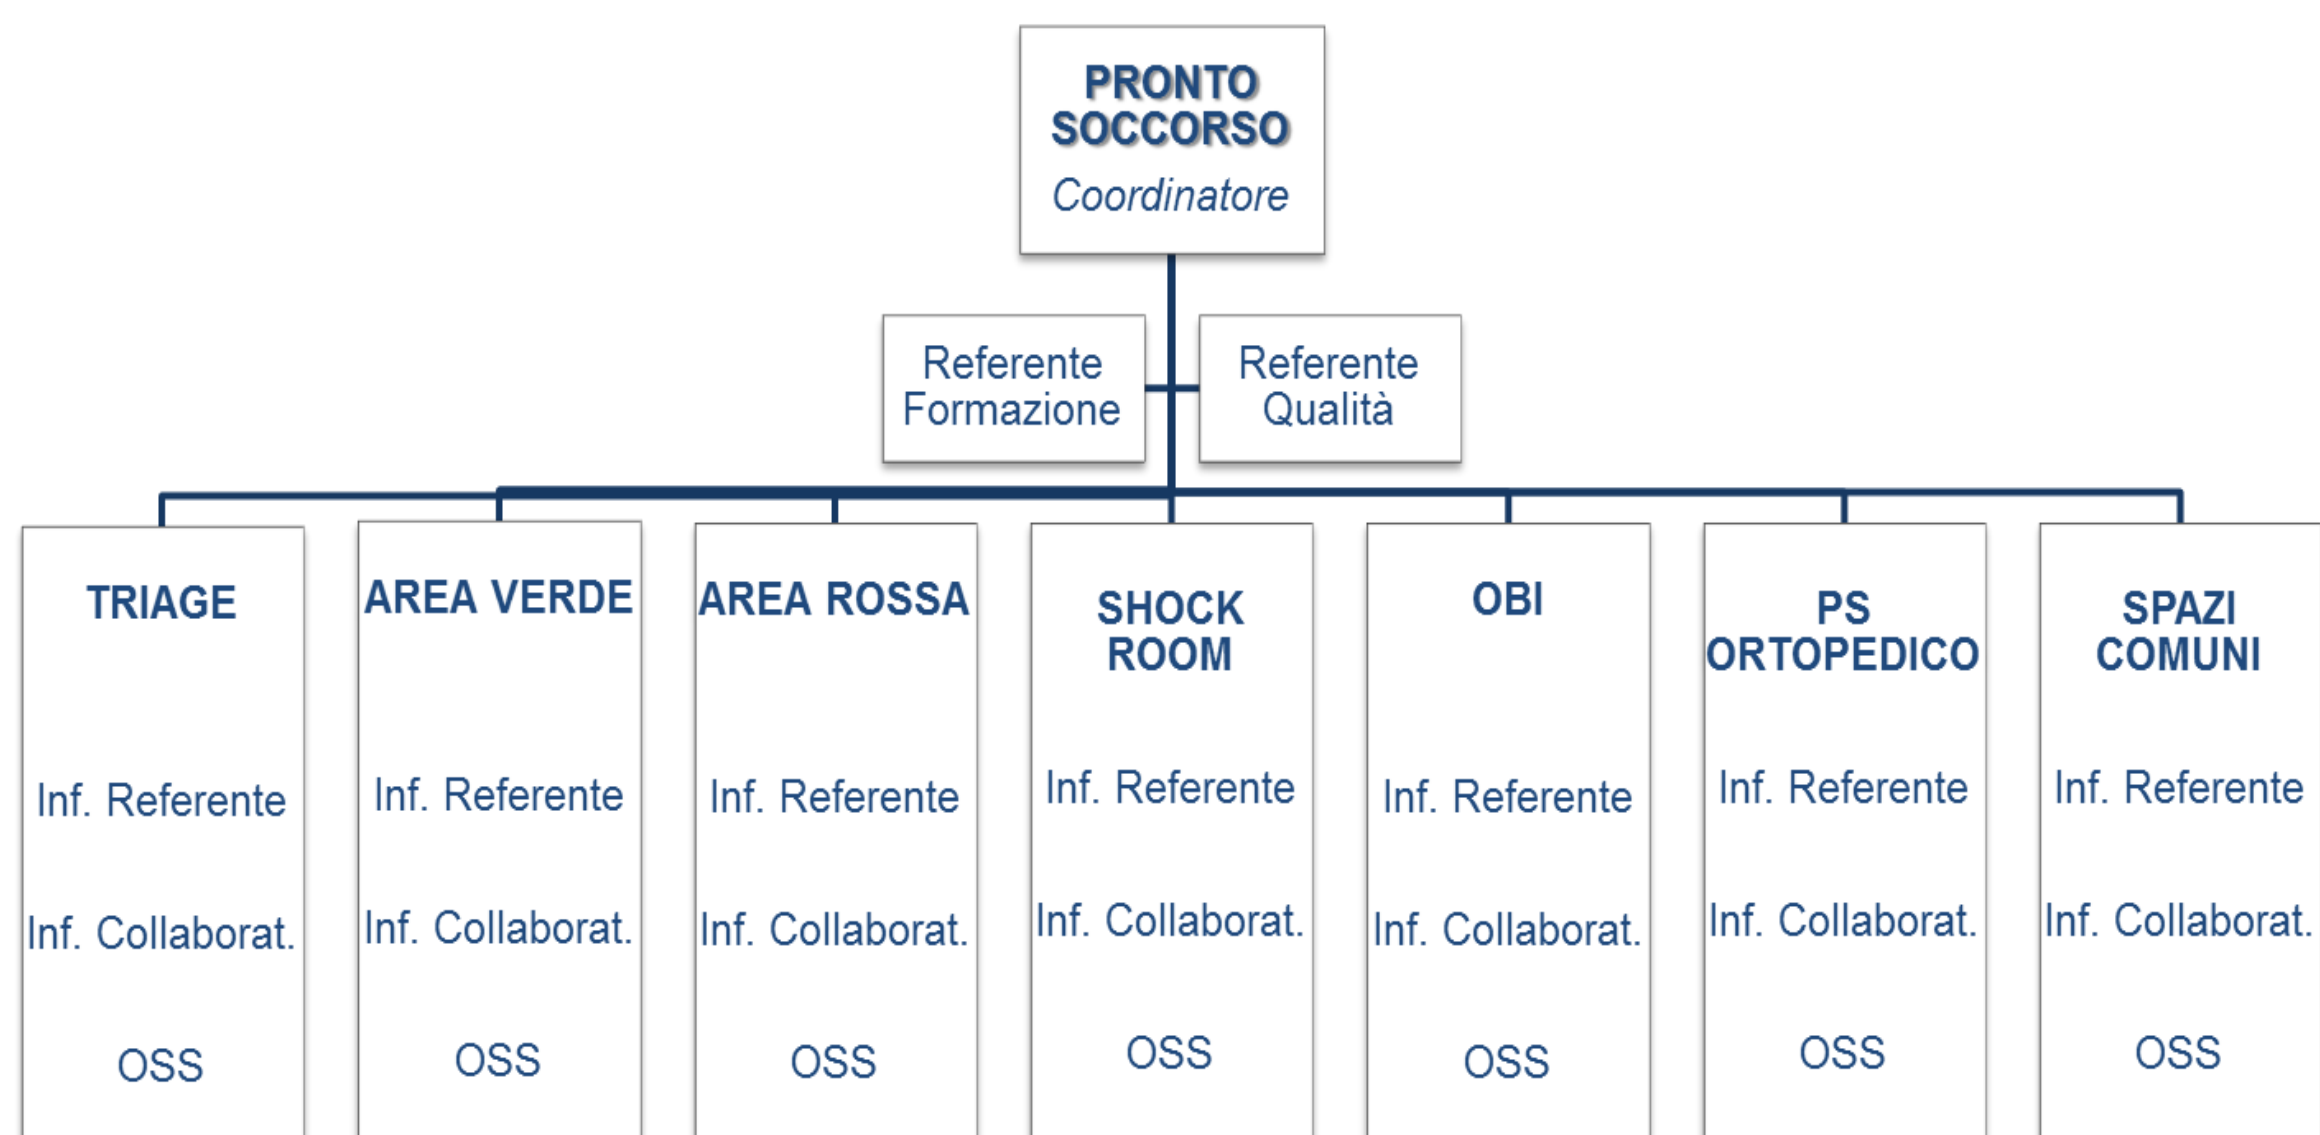 PRONTO
SOCCORSO
Coordinatore
Referente
Formazione
Referente
Qualità
TRIAGE
Inf. Referente
Inf. Collaborat.
OSS
AREA VERDE
Inf. Referente
Inf. Collaborat.
OSS
AREA ROSSA
Inf. Referente
Inf. Collaborat.
OSS
SHOCK
ROOM
Inf. Referente
Inf. Collaborat.
OSS
OBI
Inf. Referente
Inf. Collaborat.
OSS
PS
ORTOPEDICO
Inf. Referente
Inf. Collaborat.
OSS
SPAZI
COMUNI
Inf. Referente
Inf. Collaborat.
OSS